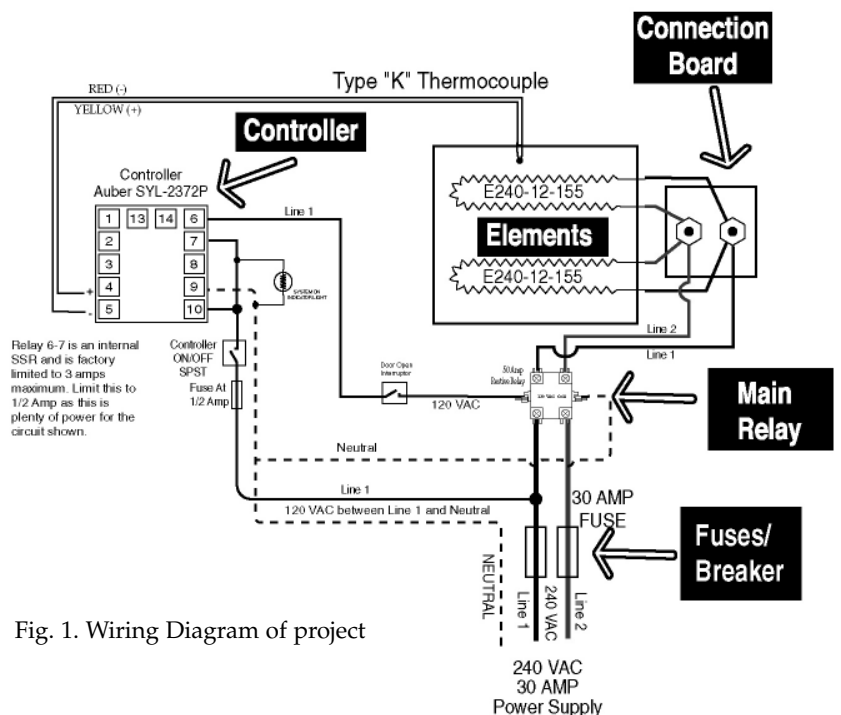 Connection
Board
Type "K" Thermocouple
RED (-)
YELLOW (+)
Controller
Controller
Auber SYL-2372P
1 13 14 6
2 7
3 8
4 9
5 10
+
-
Line 1
SYSTEM ON
INDICATOR LIGHT
E240-12-155
Elements
E240-12-155
Relay 6-7 is an internal
SSR and is factory
limited to 3 amps
maximum. Limit this to
1/2 Amp as this is
plenty of power for the
circuit shown.
Controller
ON/OFF
SPST
Fuse At
1/2 Amp
Door Open
Interruptor
120 VAC
50 Amp
Relay
120 VAC
Line 2
Line 1
Main
Relay
Neutral
Line 1
120 VAC between Line 1 and Neutral
30 AMP
FUSE
Fuses/
Breaker
NEUTRAL
Line 1
240 VAC
Line 2
Fig. 1. Wiring Diagram of project
240 VAC
30 AMP
Power Supply